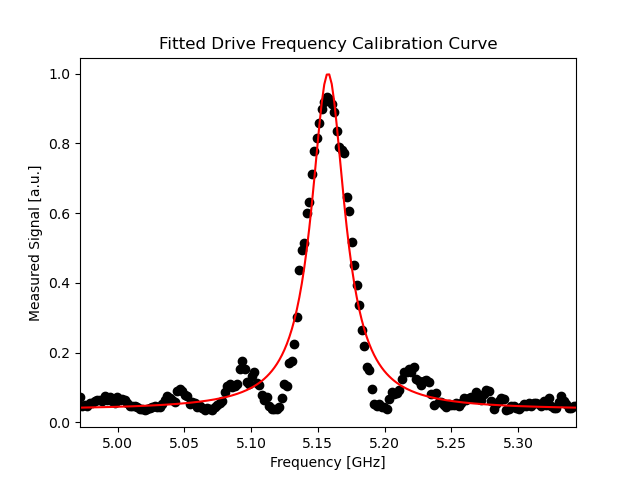 Fitted Drive Frequency Calibration Curve
1.0
0.8
0.6
0.4
0.2
0.0
Measured Signal [a.u.]
5.00 5.05 5.10 5.15 5.20 5.25 5.30
Frequency [GHz]